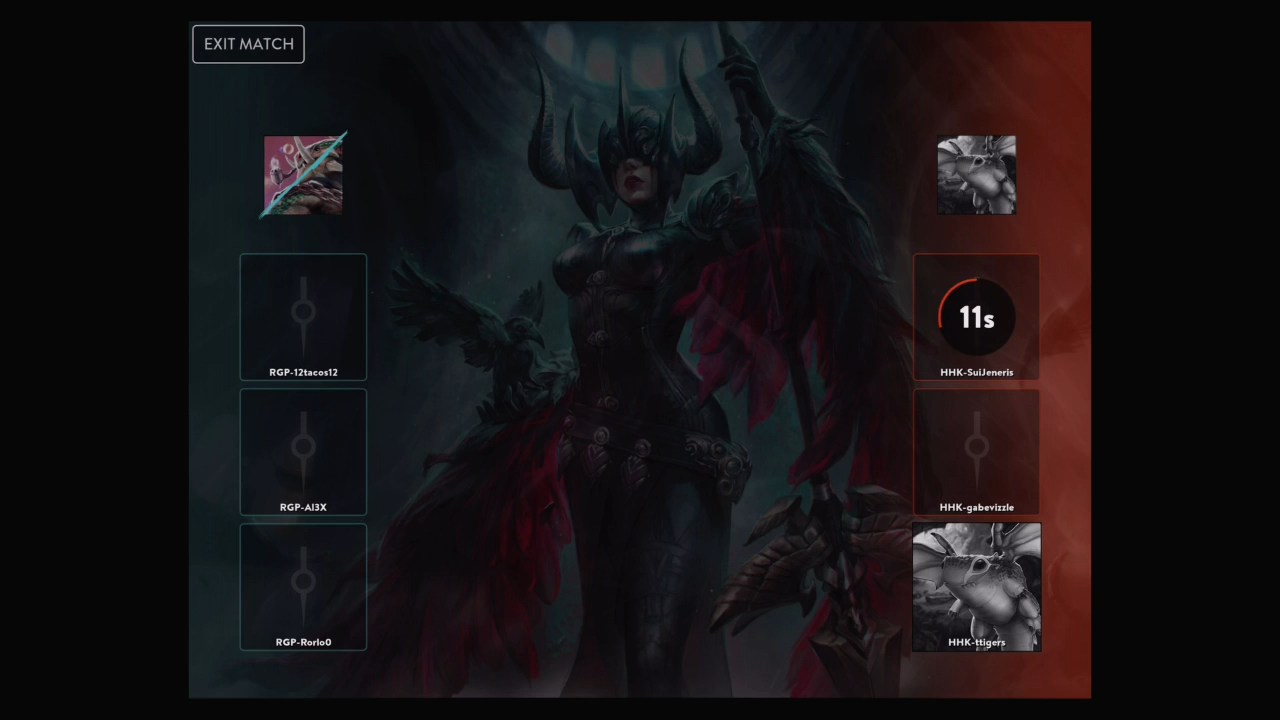 EXIT MATCH
RGP-12tacos12
RGP-Al3X
RGP-Rorlo0
11s
HHK-SuiJeneris
HHK-gabevizzle
HHK-ttigers